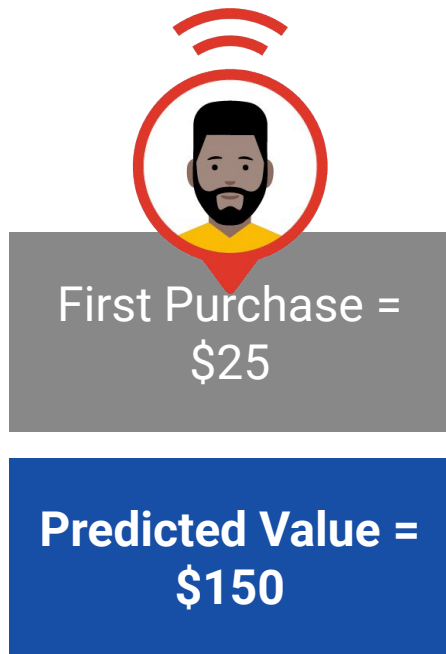 First Purchase =
$25
Predicted Value =
$150